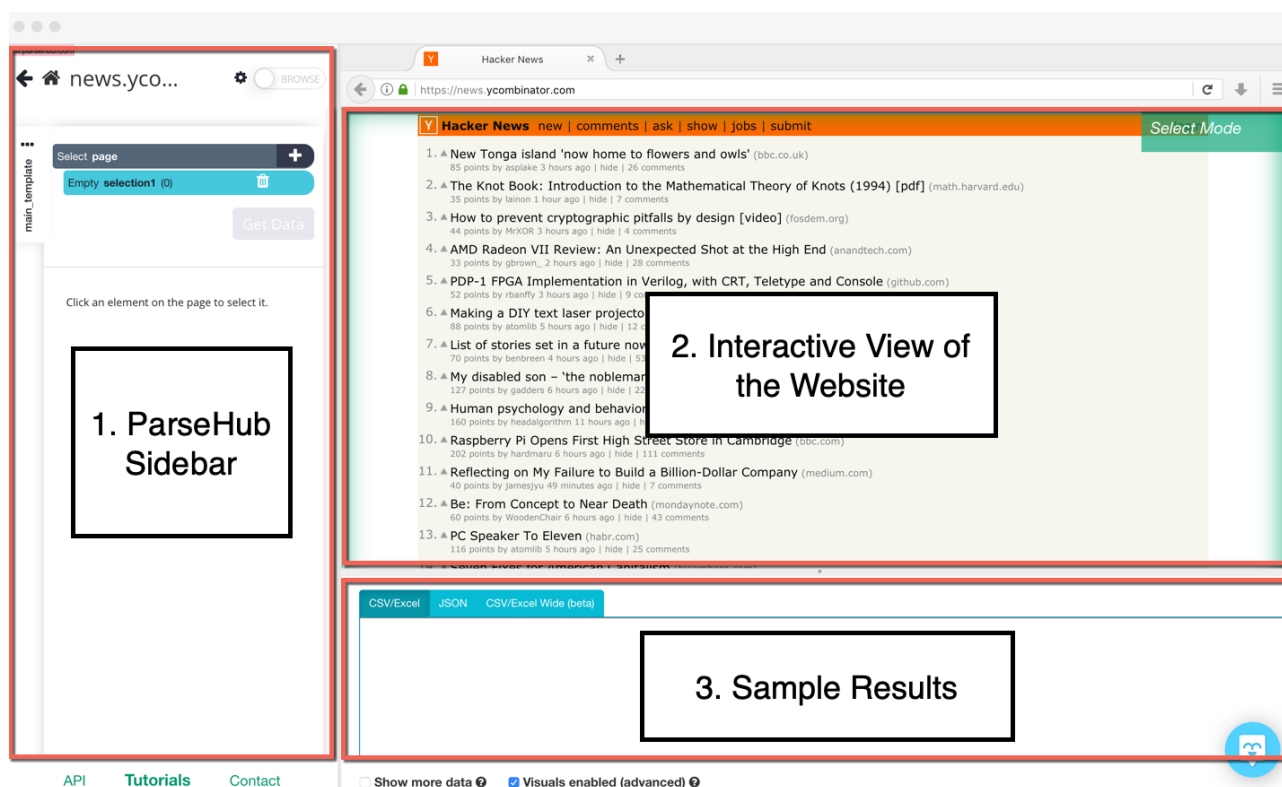 news.yco...
BROWSE
main_template
Select page
Empty selection1 (0)
Get Data
Click an element on the page to select it.
1. ParseHub
Sidebar
API Tutorials Contact
Hacker News
https://news.ycombinator.com
Y Hacker News new | comments | ask | show | jobs | submit
Select Mode
1. New Tonga island 'now home to flowers and owls' (bbc.co.uk)
85 points by asplake 3 hours ago | hide | 26 comments
2. The Knot Book: Introduction to the Mathematical Theory of Knots (1994) [pdf] (math.harvard.edu)
35 points by lainon 1 hour ago | hide | 7 comments
3. How to prevent cryptographic pitfalls by design [video] (fosdem.org)
44 points by MrXOR 3 hours ago | hide | 4 comments
4. AMD Radeon VII Review: An Unexpected Shot at the High End (anandtech.com)
33 points by gbrown_ 2 hours ago | hide | 28 comments
5. PDP-1 FPGA Implementation in Verilog, with CRT, Teletype and Console (github.com)
52 points by rbanffy 3 hours ago | hide | 9 co
6. Making a DIY text laser projecto
88 points by atomlib 5 hours ago | hide | 12 c
7. List of stories set in a future now
70 points by benbreen 4 hours ago | hide | 53
8. My disabled son – 'the nobleman
127 points by gadders 6 hours ago | hide | 22
9. Human psychology and behavior
160 points by headalgorithm 11 hours ago | h
10. Raspberry Pi Opens First High Street Store in Cambridge (bbc.com)
202 points by hardmaru 6 hours ago | hide | 111 comments
11. Reflecting on My Failure to Build a Billion-Dollar Company (medium.com)
40 points by jamesjyu 49 minutes ago | hide | 7 comments
12. Be: From Concept to Near Death (mondaynote.com)
60 points by WoodenChair 6 hours ago | hide | 43 comments
13. PC Speaker To Eleven (habr.com)
116 points by atomlib 5 hours ago | hide | 25 comments
14. Seven Fixes for American Capitalism (bloomberg.com)
2. Interactive View of
the Website
CSV/Excel JSON CSV/Excel Wide (beta)
3. Sample Results
Show more data Visuals enabled (advanced)